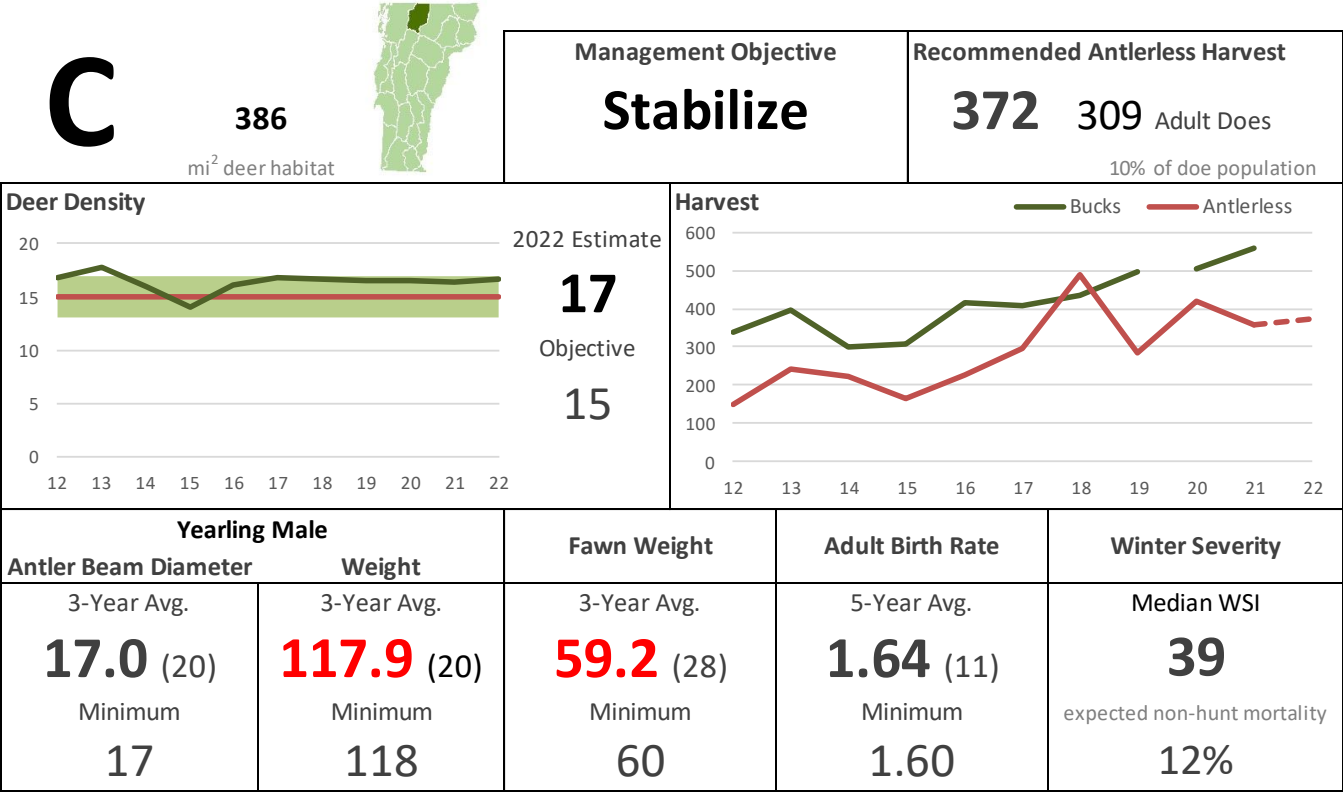 C
386
mi² deer habitat
Management Objective
Stabilize
Recommended Antlerless Harvest
372 309 Adult Does
10% of doe population
Deer Density
20
15
10
5
0
12 13 14 15 16 17 18 19 20 21 22
2022 Estimate
17
Objective
15
Harvest
Bucks Antlerless
600
500
400
300
200
100
0
12 13 14 15 16 17 18 19 20 21 22
Yearling Male
Antler Beam Diameter Weight
Fawn Weight
Adult Birth Rate
Winter Severity
3-Year Avg.
17.0 (20)
Minimum
17
3-Year Avg.
117.9 (20)
Minimum
118
3-Year Avg.
59.2 (28)
Minimum
60
5-Year Avg.
1.64 (11)
Minimum
1.60
Median WSI
39
expected non-hunt mortality
12%